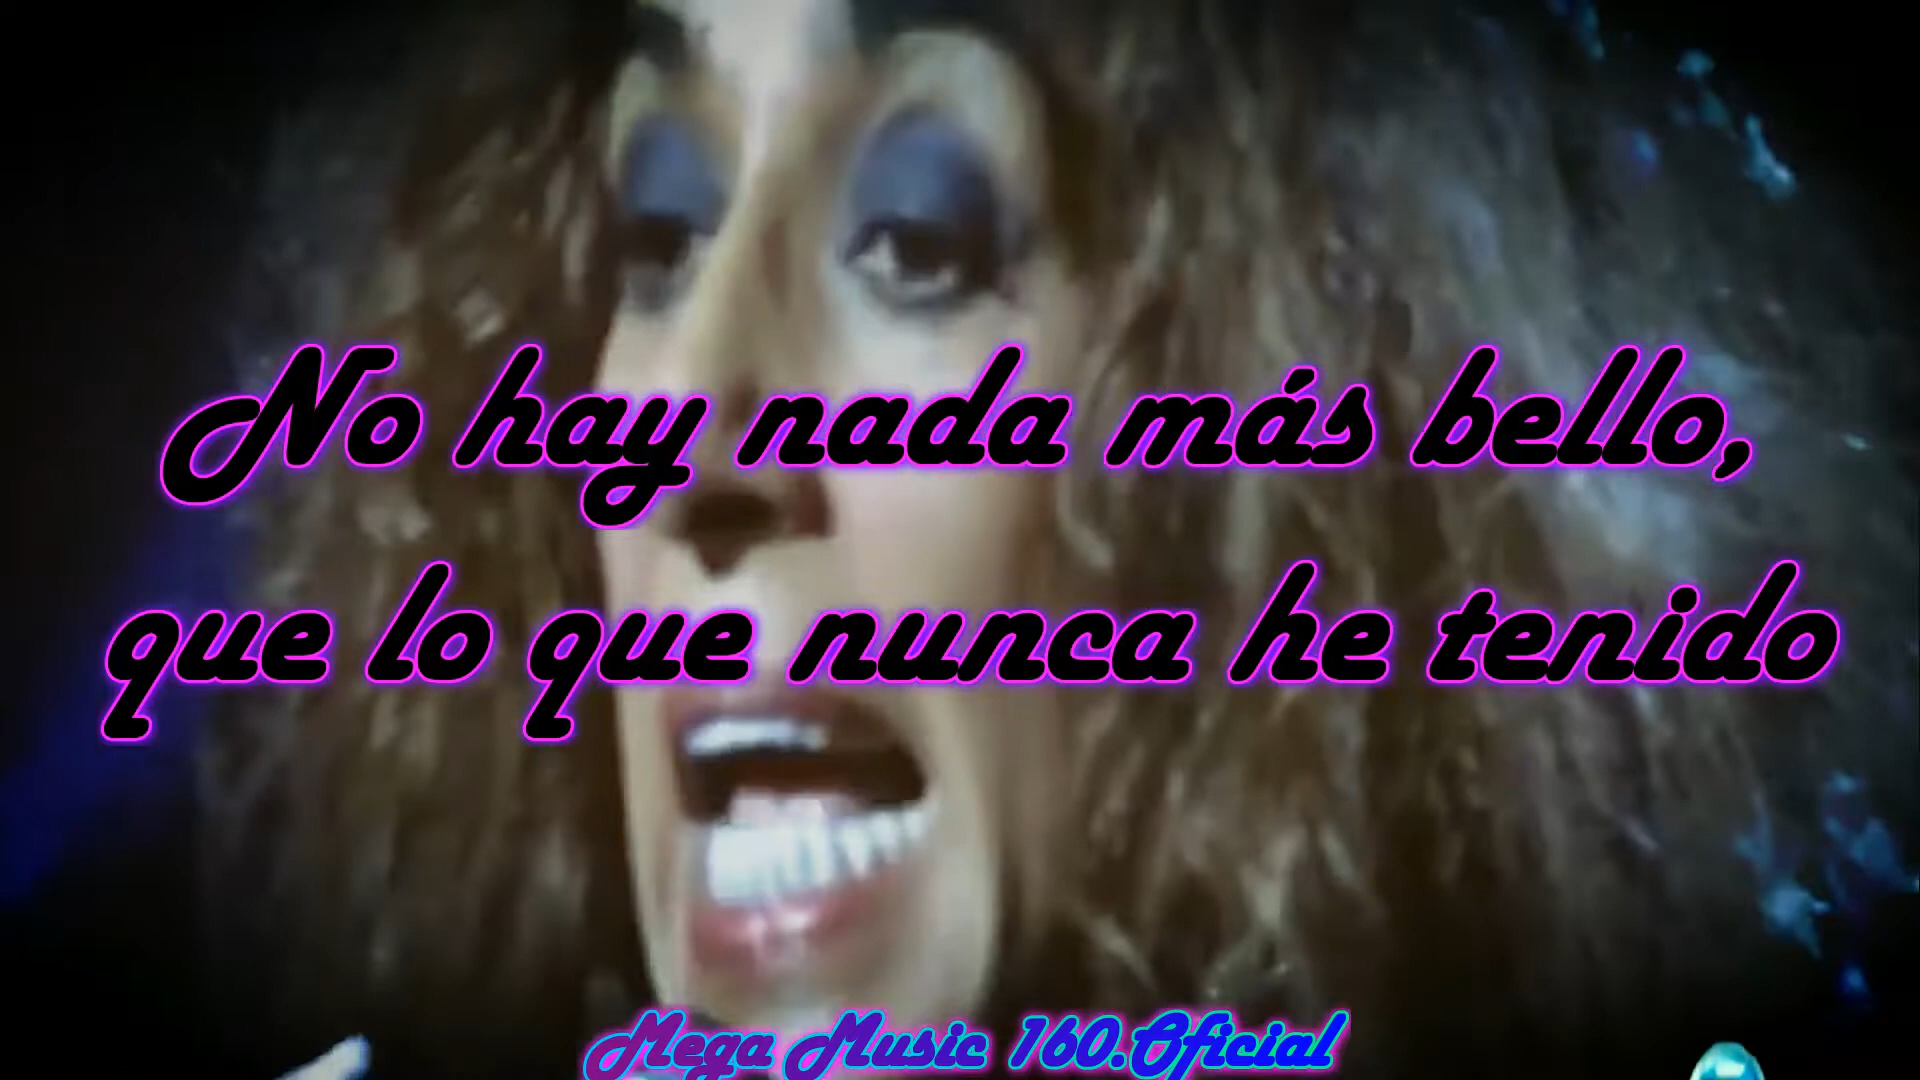 No hay nada más bello,
que lo que nunca he tenido
Mega Music 160.Oficial